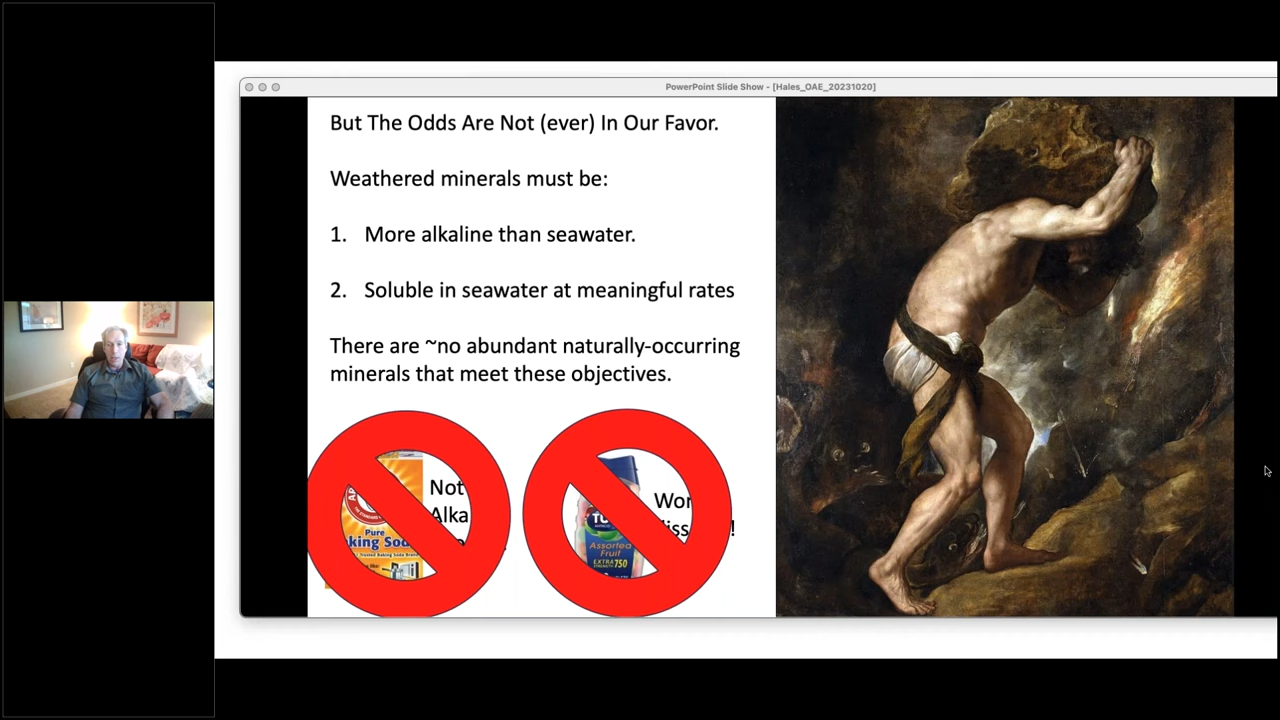 PowerPoint Slide Show - [Hales_OAE_20231020]
But The Odds Are Not (ever) In Our Favor.
Weathered minerals must be:
1. More alkaline than seawater.
2. Soluble in seawater at meaningful rates
There are ~no abundant naturally-occurring
minerals that meet these objectives.
Not
Alka
Pure
king Sod
Wor
iss !
Assorted
Fruit
EXTRA 750